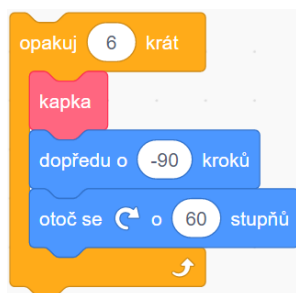 opakuj 6 krát
kapka
dopředu o -90 kroků
otoč se o 60 stupňů